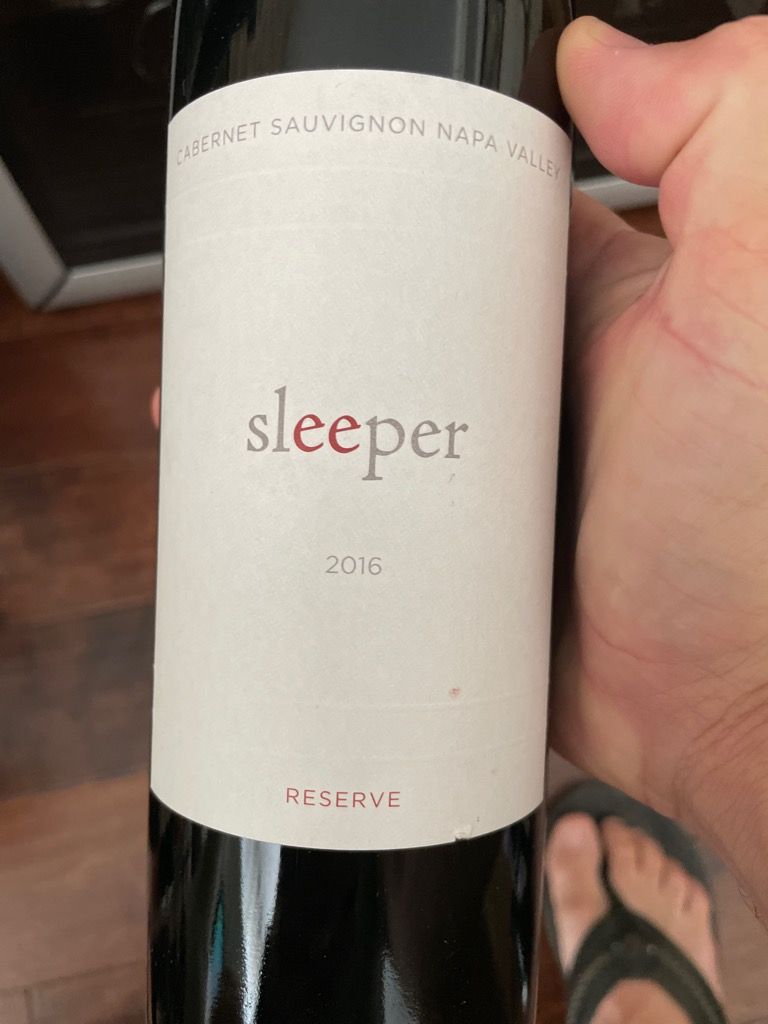 CABERNET SAUVIGNON NAPA VALLEY
sleeper
2016
RESERVE